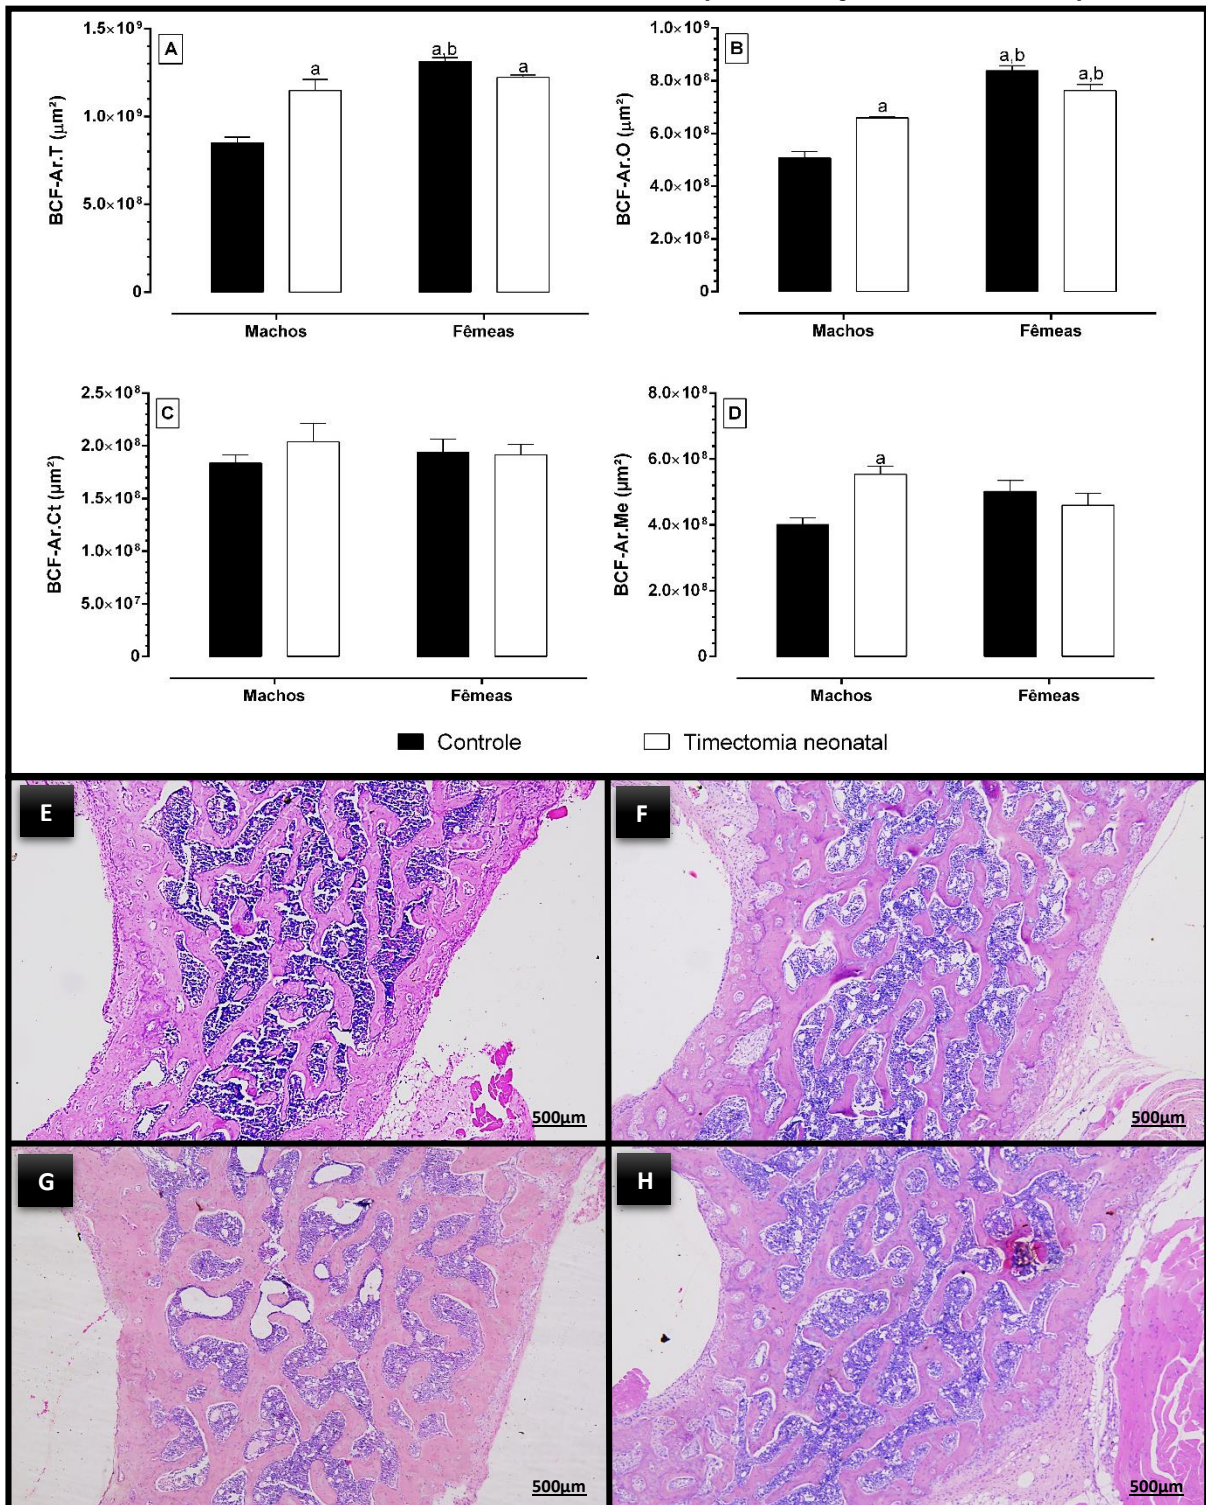 A
BCF-Ar.T (µm²)
1.5×10⁹
1.0×10⁹
5.0×10⁸
0
a
a,b
a
Machos
Fêmeas
B
BCF-Ar.O (µm²)
1.0×10⁹
8.0×10⁸
6.0×10⁸
4.0×10⁸
2.0×10⁸
0
a
a,b
a,b
Machos
Fêmeas
C
BCF-Ar.Ct (µm²)
2.5×10⁸
2.0×10⁸
1.5×10⁸
1.0×10⁸
5.0×10⁷
0
Machos
Fêmeas
D
BCF-Ar.Me (µm²)
8.0×10⁸
6.0×10⁸
4.0×10⁸
2.0×10⁸
0
a
Machos
Fêmeas
Controle
Timectomia neonatal
E
500µm
F
500µm
G
500µm
H
500µm